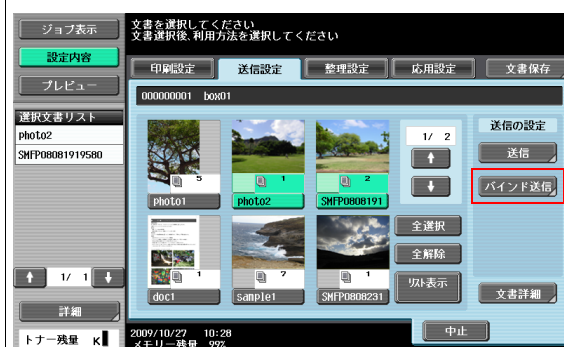 ジョブ表示
設定内容
プレビュー
選択文書リスト
photo2
SMFP08081919580
1/ 1
詳細
トナー残量 K
文書を選択してください
文書選択後、利用方法を選択してください
印刷設定
送信設定
整理設定
応用設定
文書保存
000000001 box01
5
photo1
1
photo2
2
SMFP0808191
1
doc1
7
sample1
1
SMFP0808231
1/ 2
全選択
全解除
リスト表示
送信の設定
送信
バインド送信
文書詳細
中止
2009/10/27 10:28
メモリー残量 99%